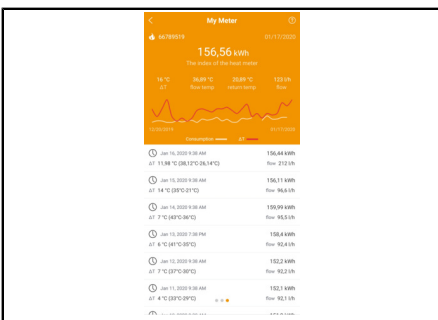 My Meter
66789519 01/17/2020
156,56 kWh
The index of the heat meter
16 °C 36,89 °C 20,89 °C 123 l/h
ΔT flow temp return temp flow
12/20/2019 01/17/2020
Consumption ΔT
Jan 16, 2020 9:38 AM 156,44 kWh
ΔT 11,98 °C (38,12°C-26,14°C) flow 212 l/h
Jan 15, 2020 9:38 AM 156,11 kWh
ΔT 14 °C (35°C-21°C) flow 96,6 l/h
Jan 14, 2020 9:38 AM 159,99 kWh
ΔT 7 °C (43°C-36°C) flow 95,5 l/h
Jan 13, 2020 7:38 PM 158,4 kWh
ΔT 6 °C (41°C-35°C) flow 92,4 l/h
Jan 12, 2020 9:38 AM 152,2 kWh
ΔT 7 °C (37°C-30°C) flow 92,2 l/h
Jan 11, 2020 9:38 AM 152,1 kWh
ΔT 4 °C (33°C-29°C) flow 92,1 l/h